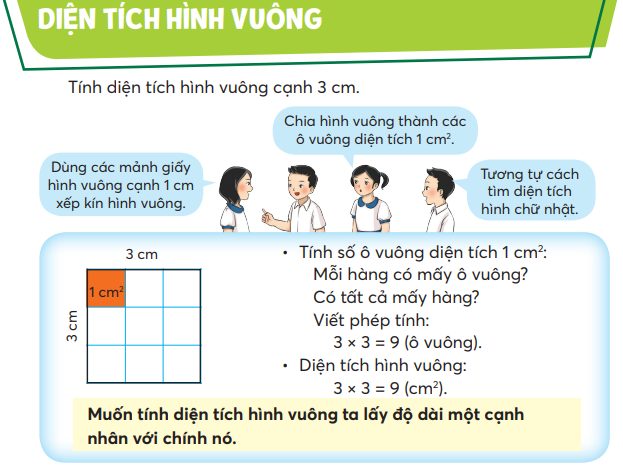 DIỆN TÍCH HÌNH VUÔNG
Tính diện tích hình vuông cạnh 3 cm.
Chia hình vuông thành các
ô vuông diện tích 1 cm².
Dùng các mảnh giấy
hình vuông cạnh 1 cm
xếp kín hình vuông.
Tương tự cách
tìm diện tích
hình chữ nhật.
3 cm
1 cm²
3 cm
• Tính số ô vuông diện tích 1 cm²:
Mỗi hàng có mấy ô vuông?
Có tất cả mấy hàng?
Viết phép tính:
3 × 3 = 9 (ô vuông).
• Diện tích hình vuông:
3 × 3 = 9 (cm²).
Muốn tính diện tích hình vuông ta lấy độ dài một cạnh
nhân với chính nó.